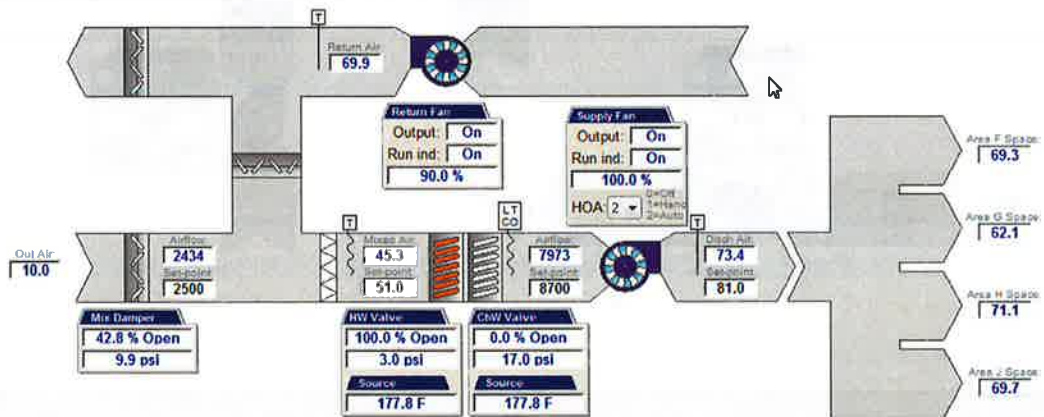 T
Return Air
69.9
Return Fan
Output: On
Run ind: On
90.0 %
Supply Fan
Output: On
Run ind: On
100.0 %
HOA: 2
0=Off
1=Hand
2=Auto
Area F Space:
69.3
Area G Space:
62.1
Area H Space:
71.1
Area J Space:
69.7
Out Air
10.0
Airflow:
2434
Set-point
2500
T
Mixed Air:
45.3
Set-point
51.0
LT
CO
Airflow:
7973
Set-point
8700
T
Disch Air:
73.4
Set-point
81.0
Mix Damper
42.8 % Open
9.9 psi
HW Valve
100.0 % Open
3.0 psi
Source
177.8 F
ChW Valve
0.0 % Open
17.0 psi
Source
177.8 F